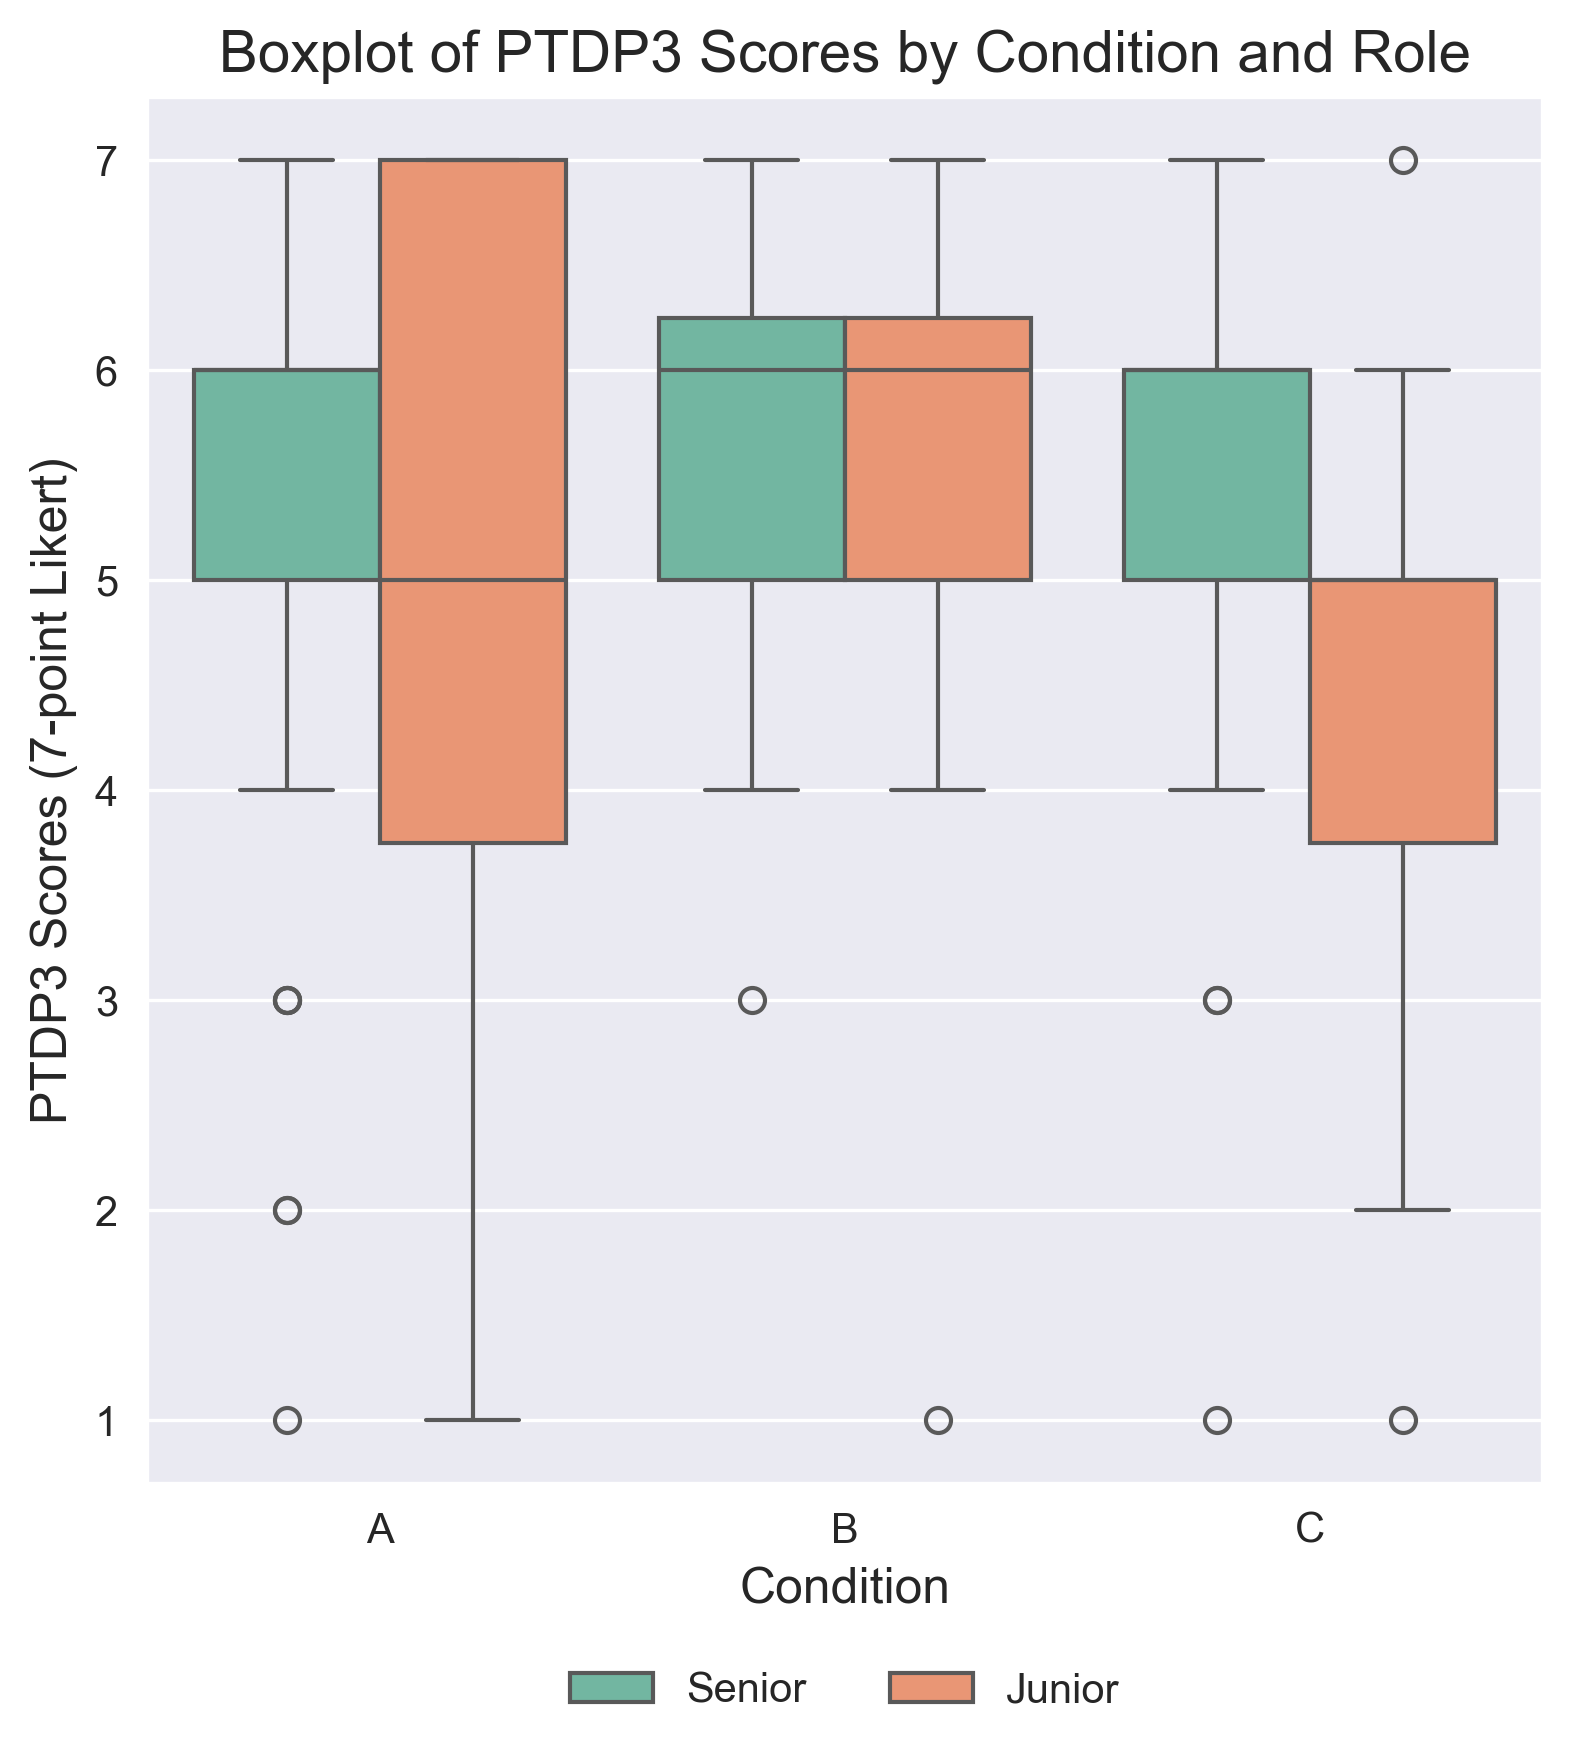 Boxplot of PTDP3 Scores by Condition and Role
PTDP3 Scores (7-point Likert)
7
6
5
4
3
2
1
A B C
Condition
Senior Junior